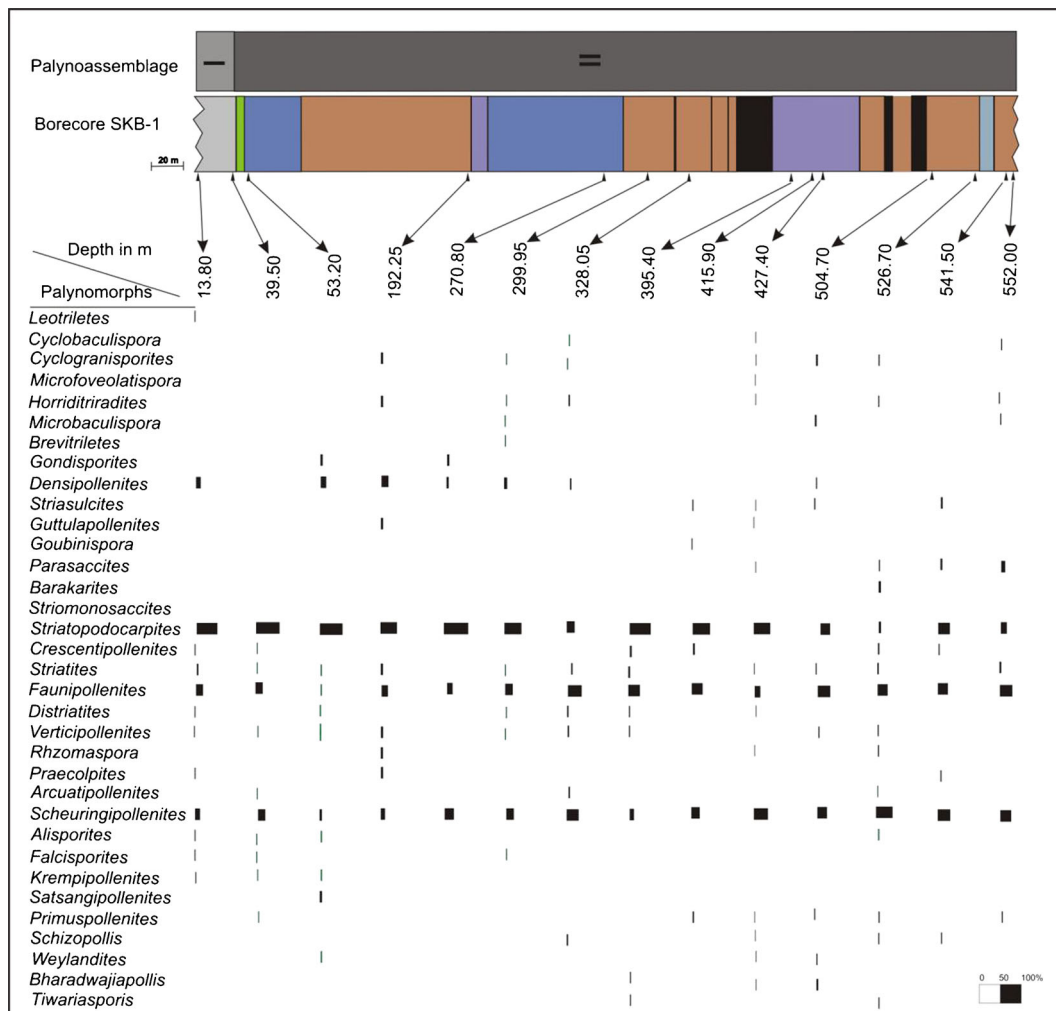 Palynoassemblage
I
II
Borecore SKB-1
20 m
Depth in m
Palynomorphs
13.80
39.50
53.20
192.25
270.80
299.95
328.05
395.40
415.90
427.40
504.70
526.70
541.50
552.00
Leotriletes
Cyclobaculispora
Cyclogranisporites
Microfoveolatispora
Horriditriradites
Microbaculispora
Brevitriletes
Gondisporites
Densipollenites
Striasulcites
Guttulapollenites
Goubinispora
Parasaccites
Barakarites
Striomonosaccites
Striatopodocarpites
Crescentipollenites
Striatites
Faunipollenites
Distriatites
Verticipollenites
Rhzomaspora
Praecolpites
Arcuatipollenites
Scheuringipollenites
Alisporites
Falcisporites
Krempipollenites
Satsangipollenites
Primuspollenites
Schizopollis
Weylandites
Bharadwajiapollis
Tiwariasporis
0 50 100%